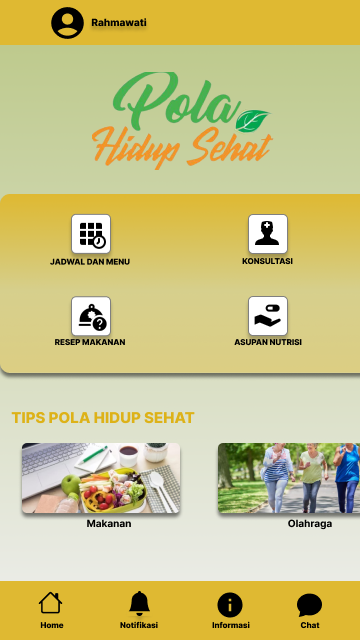 Rahmawati
Pola
Hidup Sehat
JADWAL DAN MENU
KONSULTASI
RESEP MAKANAN
ASUPAN NUTRISI
TIPS POLA HIDUP SEHAT
Makanan
Olahraga
Home
Notifikasi
Informasi
Chat